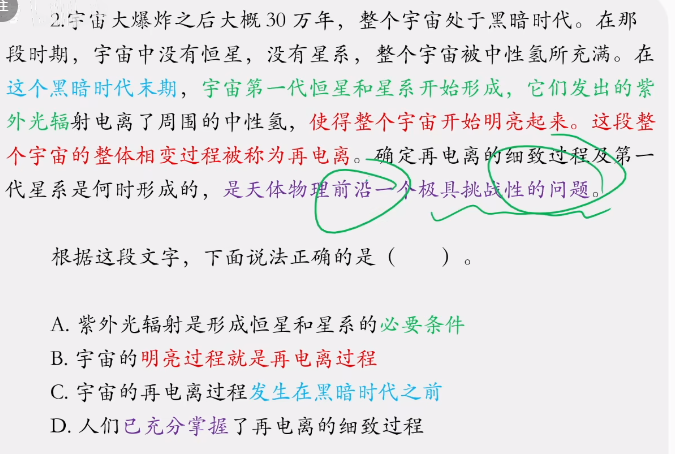 注
2.宇宙大爆炸之后大概 30 万年，整个宇宙处于黑暗时代。在那
段时期，宇宙中没有恒星，没有星系，整个宇宙被中性氢所充满。在
这个黑暗时代末期，宇宙第一代恒星和星系开始形成，它们发出的紫
外光辐射电离了周围的中性氢，使得整个宇宙开始明亮起来。这段整
个宇宙的整体相变过程被称为再电离。确定再电离的细致过程及第一
代星系是何时形成的，是天体物理前沿一个极具挑战性的问题。
根据这段文字，下面说法正确的是（　　）。
A. 紫外光辐射是形成恒星和星系的必要条件
B. 宇宙的明亮过程就是再电离过程
C. 宇宙的再电离过程发生在黑暗时代之前
D. 人们已充分掌握了再电离的细致过程